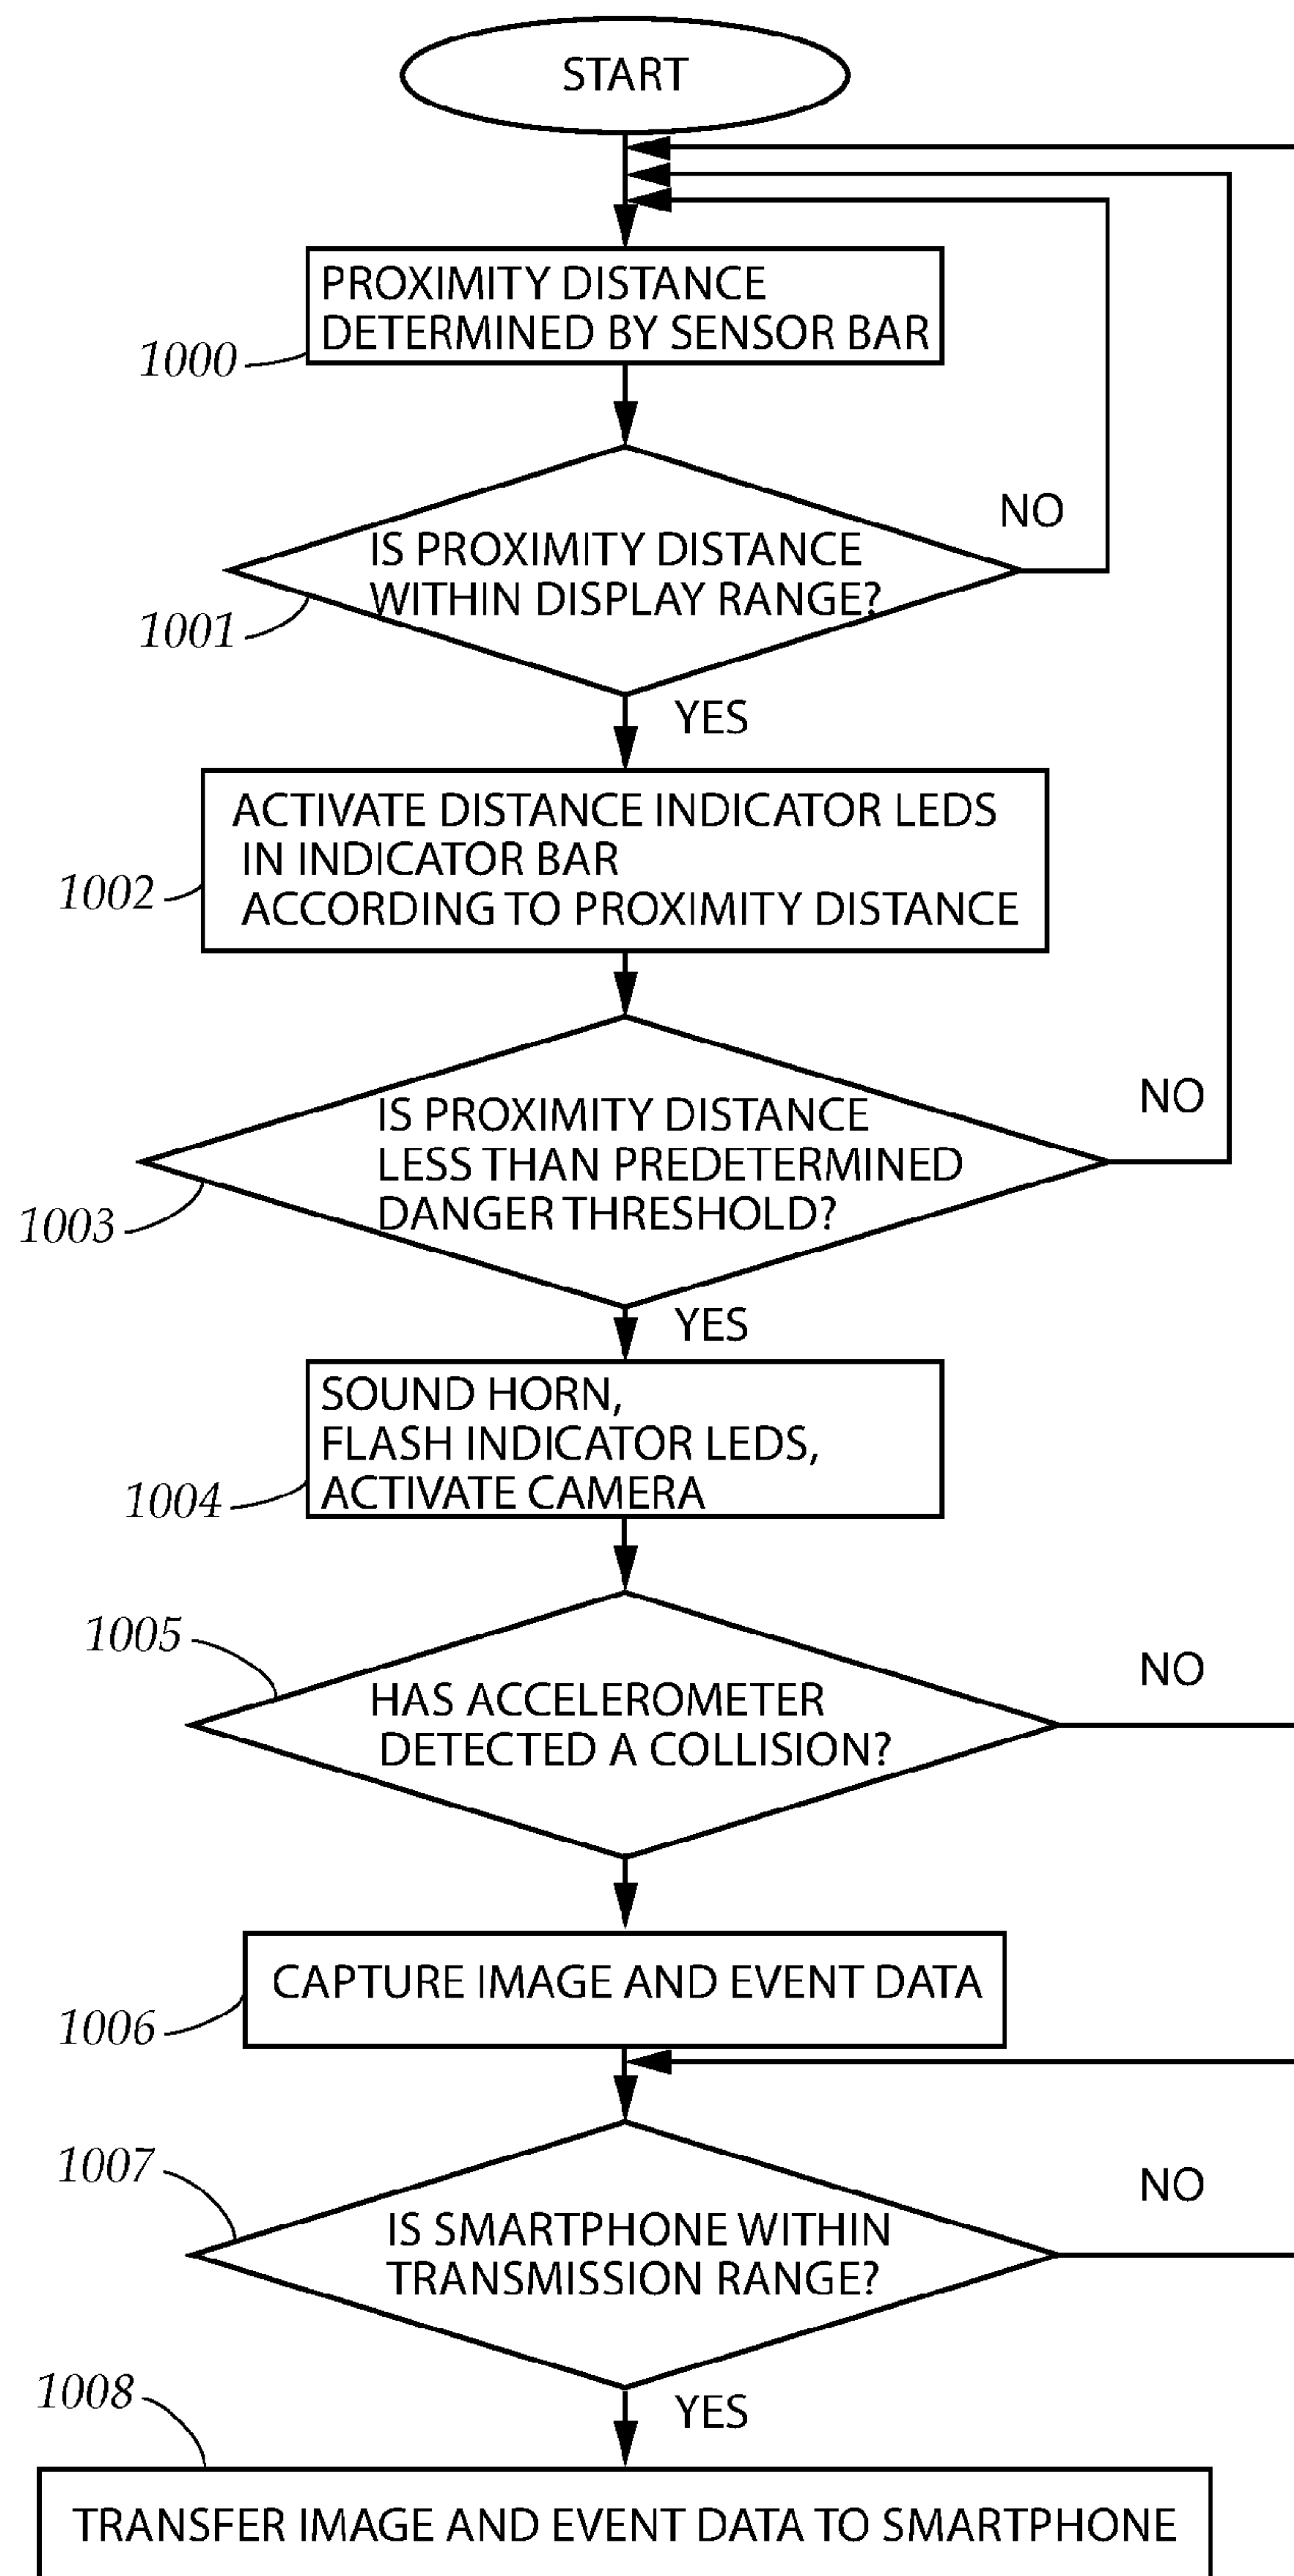 START
PROXIMITY DISTANCE
DETERMINED BY SENSOR BAR
1000
NO
IS PROXIMITY DISTANCE
WITHIN DISPLAY RANGE?
1001
YES
ACTIVATE DISTANCE INDICATOR LEDS
IN INDICATOR BAR
ACCORDING TO PROXIMITY DISTANCE
1002
NO
IS PROXIMITY DISTANCE
LESS THAN PREDETERMINED
DANGER THRESHOLD?
1003
YES
SOUND HORN,
FLASH INDICATOR LEDS,
ACTIVATE CAMERA
1004
1005
NO
HAS ACCELEROMETER
DETECTED A COLLISION?
CAPTURE IMAGE AND EVENT DATA
1006
1007
NO
IS SMARTPHONE WITHIN
TRANSMISSION RANGE?
1008
YES
TRANSFER IMAGE AND EVENT DATA TO SMARTPHONE